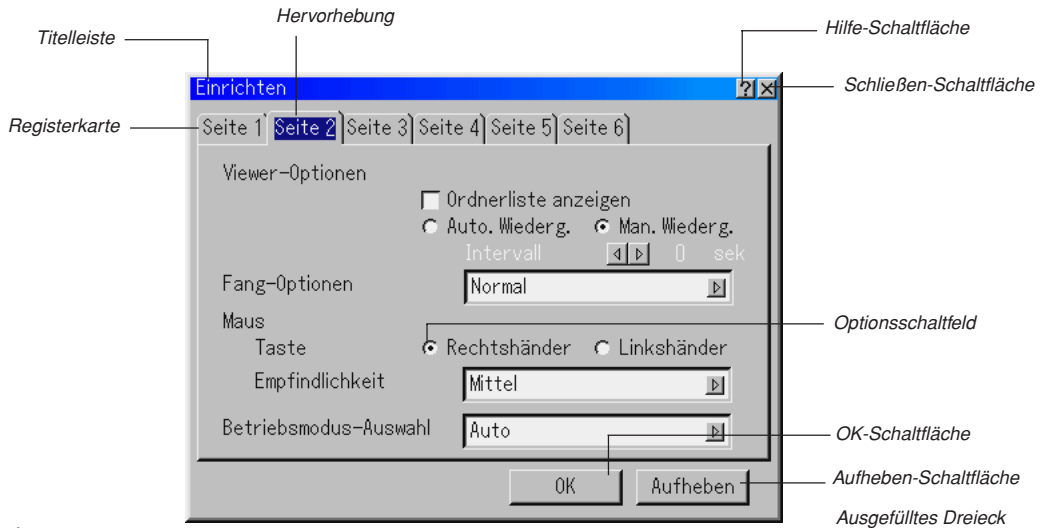 Hervorhebung
Titelleiste
Hilfe-Schaltfläche
Einrichten
?
Schließen-Schaltfläche
Registerkarte
Seite 1 Seite 2 Seite 3 Seite 4 Seite 5 Seite 6
Viewer-Optionen
Ordnerliste anzeigen
Auto. Wiederg. Man. Wiederg.
Intervall 0 sek
Fang-Optionen Normal
Maus
Optionsschaltfeld
Taste Rechtshänder Linkshänder
Empfindlichkeit Mittel
Betriebsmodus-Auswahl Auto
OK-Schaltfläche
OK Aufheben
Aufheben-Schaltfläche
Ausgefülltes Dreieck